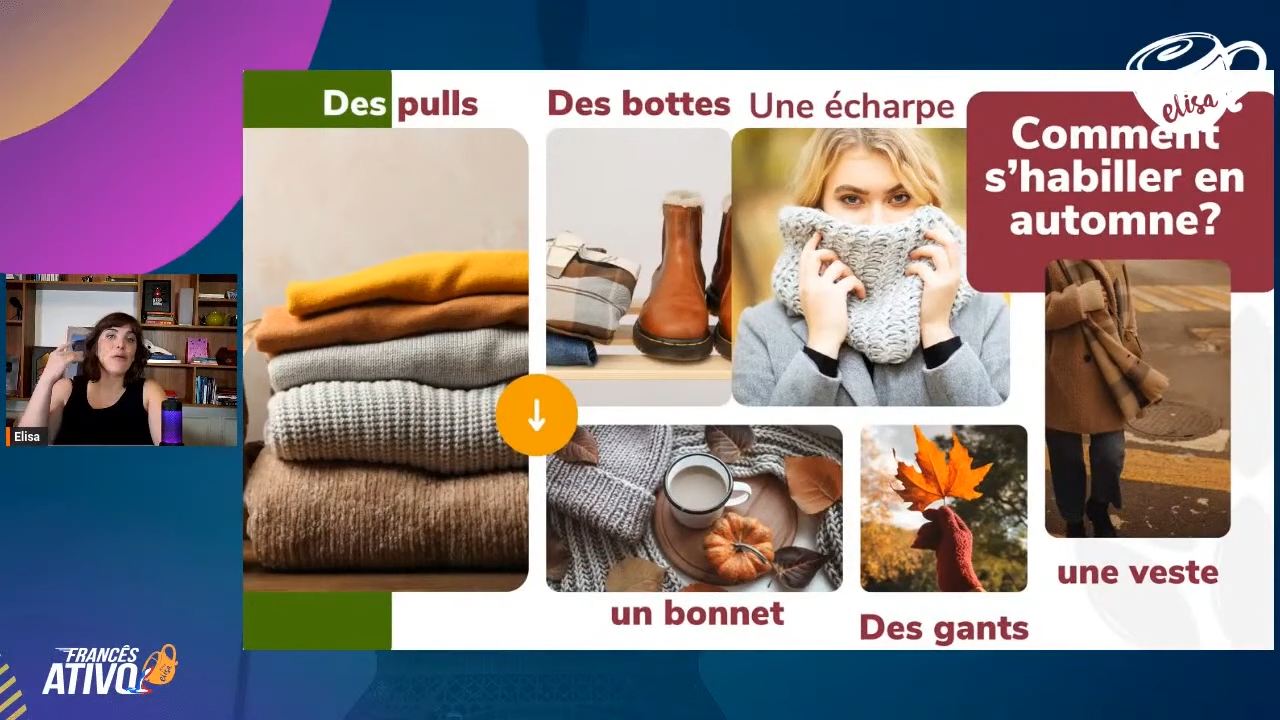 Des pulls
Des bottes
Une écharpe
elisa
Comment
s'habiller en
automne?
Elisa
une veste
un bonnet
Des gants
FRANCÊS
ATIVO